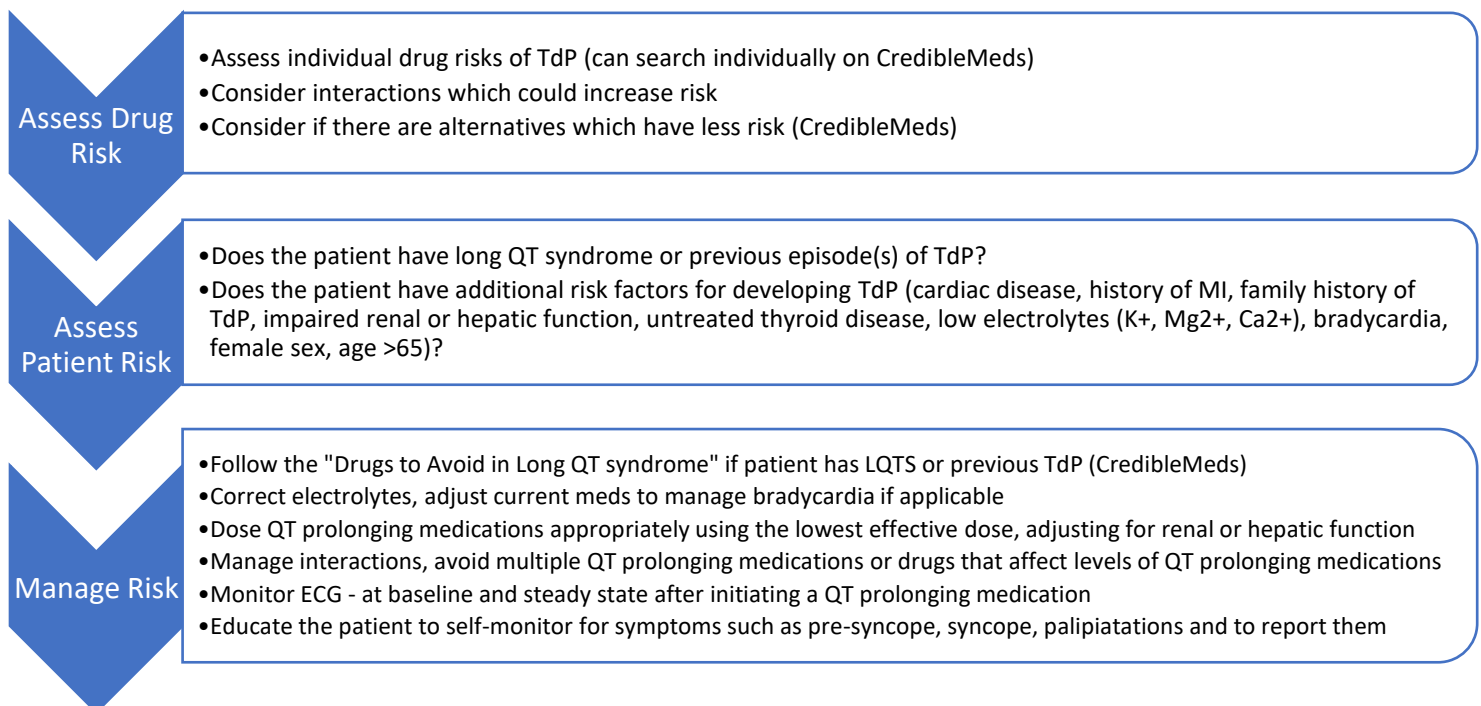 Assess Drug
Risk
•Assess individual drug risks of TdP (can search individually on CredibleMeds)
•Consider interactions which could increase risk
•Consider if there are alternatives which have less risk (CredibleMeds)
Assess
Patient Risk
•Does the patient have long QT syndrome or previous episode(s) of TdP?
•Does the patient have additional risk factors for developing TdP (cardiac disease, history of MI, family history of
TdP, impaired renal or hepatic function, untreated thyroid disease, low electrolytes (K+, Mg2+, Ca2+), bradycardia,
female sex, age >65)?
Manage Risk
•Follow the "Drugs to Avoid in Long QT syndrome" if patient has LQTS or previous TdP (CredibleMeds)
•Correct electrolytes, adjust current meds to manage bradycardia if applicable
•Dose QT prolonging medications appropriately using the lowest effective dose, adjusting for renal or hepatic function
•Manage interactions, avoid multiple QT prolonging medications or drugs that affect levels of QT prolonging medications
•Monitor ECG - at baseline and steady state after initiating a QT prolonging medication
•Educate the patient to self-monitor for symptoms such as pre-syncope, syncope, palipiatations and to report them